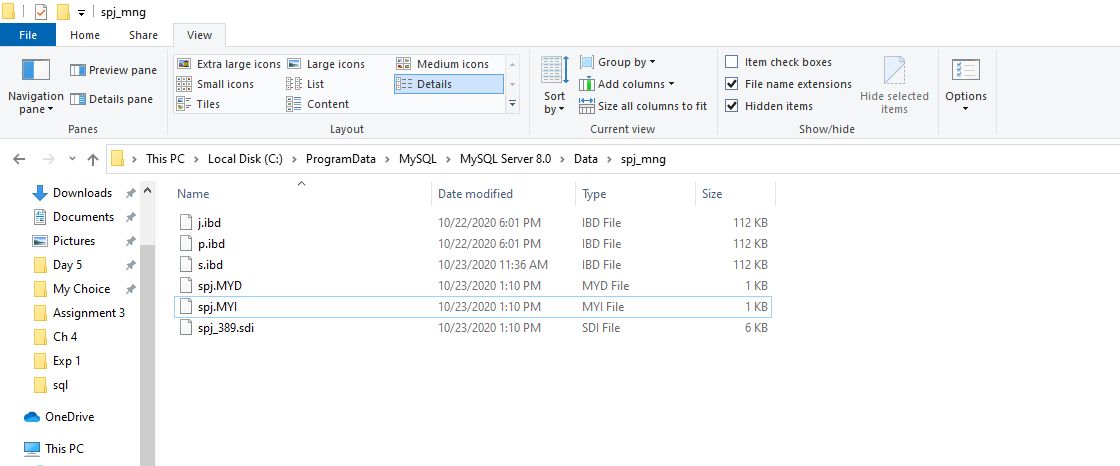 spj_mng
File Home Share View
Navigation pane
Preview pane
Details pane
Panes
Extra large icons Large icons Medium icons
Small icons List Details
Tiles Content
Layout
Sort by
Group by
Add columns
Size all columns to fit
Current view
Item check boxes
File name extensions
Hidden items
Hide selected items
Show/hide
Options
This PC > Local Disk (C:) > ProgramData > MySQL > MySQL Server 8.0 > Data > spj_mng
Downloads
Documents
Pictures
Day 5
My Choice
Assignment 3
Ch 4
Exp 1
sql
OneDrive
This PC
Name Date modified Type Size
j.ibd 10/22/2020 6:01 PM IBD File 112 KB
p.ibd 10/22/2020 6:01 PM IBD File 112 KB
s.ibd 10/23/2020 11:36 AM IBD File 112 KB
spj.MYD 10/23/2020 1:10 PM MYD File 1 KB
spj.MYI 10/23/2020 1:10 PM MYI File 1 KB
spj_389.sdi 10/23/2020 1:10 PM SDI File 6 KB